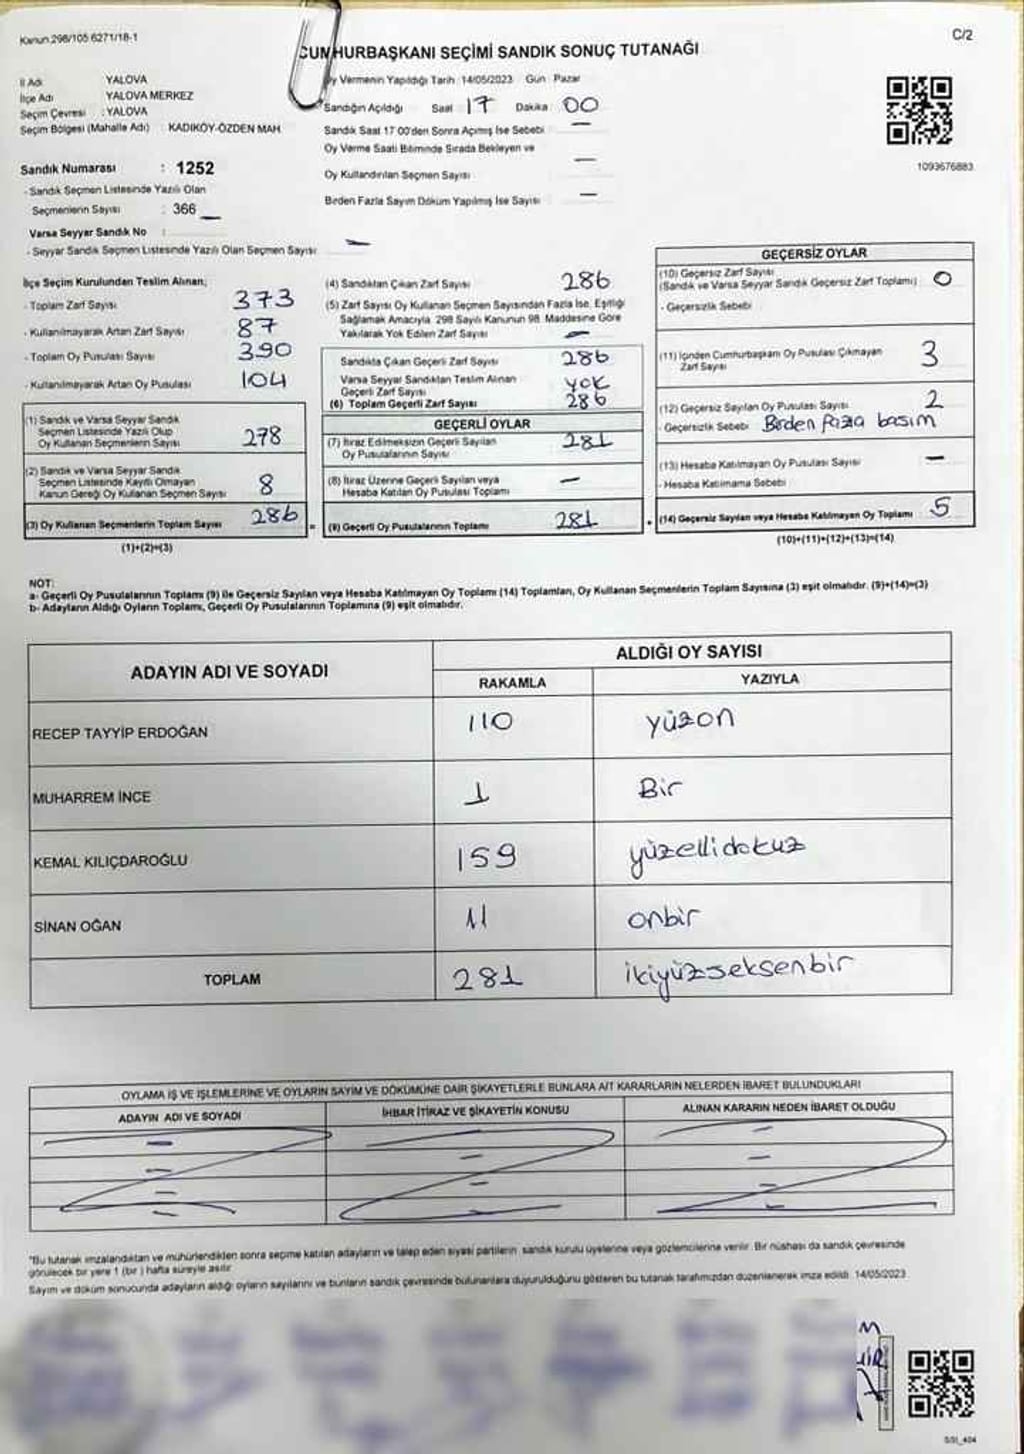 Kanun:298/105 6271/18-1
C/2
CUMHURBAŞKANI SEÇİMİ SANDIK SONUÇ TUTANAĞI
İl Adı : YALOVA
İlçe Adı : YALOVA MERKEZ
Seçim Çevresi : YALOVA
Seçim Bölgesi (Mahalle Adı) : KADIKÖY-ÖZDEN MAH
Oy Vermenin Yapıldığı Tarih :14/05/2023 Gün : Pazar
Sandığın Açıldığı Saat : 17 Dakika : 00
Sandık Saat 17:00'den Sonra Açılmış İse Sebebi : —
Oy Verme Saati Bitiminde Sırada Bekleyen ve
Oy Kullandırılan Seçmen Sayısı : —
Birden Fazla Sayım Döküm Yapılmış İse Sayısı : —
1093676883
Sandık Numarası : 1252
- Sandık Seçmen Listesinde Yazılı Olan
Seçmenlerin Sayısı : 366 —
Varsa Seyyar Sandık No :
- Seyyar Sandık Seçmen Listesinde Yazılı Olan Seçmen Sayısı : —
İlçe Seçim Kurulundan Teslim Alınan;
- Toplam Zarf Sayısı : 373
- Kullanılmayarak Artan Zarf Sayısı : 87
- Toplam Oy Pusulası Sayısı : 390
- Kullanılmayarak Artan Oy Pusulası : 104
(1) Sandık ve Varsa Seyyar Sandık
Seçmen Listesinde Yazılı Olup
Oy Kullanan Seçmenlerin Sayısı : 278
(2) Sandık ve Varsa Seyyar Sandık
Seçmen Listesinde Kayıtlı Olmayan
Kanun Gereği Oy Kullanan Seçmen Sayısı : 8
(3) Oy Kullanan Seçmenlerin Toplam Sayısı : 286
(1)+(2)=(3)
(4) Sandıktan Çıkan Zarf Sayısı : 286
(5) Zarf Sayısı Oy Kullanan Seçmen Sayısından Fazla İse, Eşitliği
Sağlamak Amacıyla, 298 Sayılı Kanunun 98. Maddesine Göre
Yakılarak Yok Edilen Zarf Sayısı : —
Sandıkta Çıkan Geçerli Zarf Sayısı : 286
Varsa Seyyar Sandıktan Teslim Alınan
Geçerli Zarf Sayısı : YOK
(6) Toplam Geçerli Zarf Sayısı : 286
GEÇERLİ OYLAR
(7) İtiraz Edilmeksizin Geçerli Sayılan
Oy Pusulalarının Sayısı : 281
(8) İtiraz Üzerine Geçerli Sayılan veya
Hesaba Katılan Oy Pusulası Toplamı : —
= (9) Geçerli Oy Pusulalarının Toplamı : 281
GEÇERSİZ OYLAR
(10) Geçersiz Zarf Sayısı
(Sandık ve Varsa Seyyar Sandık Geçersiz Zarf Toplamı) : 0
- Geçersizlik Sebebi :
(11) İçinden Cumhurbaşkanı Oy Pusulası Çıkmayan
Zarf Sayısı : 3
(12) Geçersiz Sayılan Oy Pusulası Sayısı : 2
- Geçersizlik Sebebi : Birden fazla basım
(13) Hesaba Katılmayan Oy Pusulası Sayısı : —
- Hesaba Katılmama Sebebi :
+ (14) Geçersiz Sayılan veya Hesaba Katılmayan Oy Toplamı : 5
(10)+(11)+(12)+(13)=(14)
NOT:
a- Geçerli Oy Pusulalarının Toplamı (9) ile Geçersiz Sayılan veya Hesaba Katılmayan Oy Toplamı (14) Toplamları, Oy Kullanan Seçmenlerin Toplam Sayısına (3) eşit olmalıdır. (9)+(14)=(3)
b- Adayların Aldığı Oyların Toplamı, Geçerli Oy Pusulalarının Toplamına (9) eşit olmalıdır.
ADAYIN ADI VE SOYADI
ALDIĞI OY SAYISI
RAKAMLA YAZIYLA
RECEP TAYYİP ERDOĞAN 110 yüzon
MUHARREM İNCE 1 Bir
KEMAL KILIÇDAROĞLU 159 yüzellidokuz
SİNAN OĞAN 11 onbir
TOPLAM 281 ikiyüzseksenbir
OYLAMA İŞ VE İŞLEMLERİNE VE OYLARIN SAYIM VE DÖKÜMÜNE DAİR ŞİKAYETLERLE BUNLARA AİT KARARLARIN NELERDEN İBARET BULUNDUKLARI
ADAYIN ADI VE SOYADI İHBAR İTİRAZ VE ŞİKAYETİN KONUSU ALINAN KARARIN NEDEN İBARET OLDUĞU
"Bu tutanak imzalandıktan ve mühürlendikten sonra seçime katılan adayların ve talep eden siyasi partilerin sandık kurulu üyelerine veya gözlemcilerine verilir. Bir nüshası da sandık çevresinde
görülecek bir yere 1 (bir) hafta süreyle asılır.
Sayım ve döküm sonucunda adayların aldığı oyların sayılarını ve bunların sandık çevresinde bulunanlara duyurulduğunu gösteren bu tutanak tarafımızdan düzenlenerek imza edildi. 14/05/2023